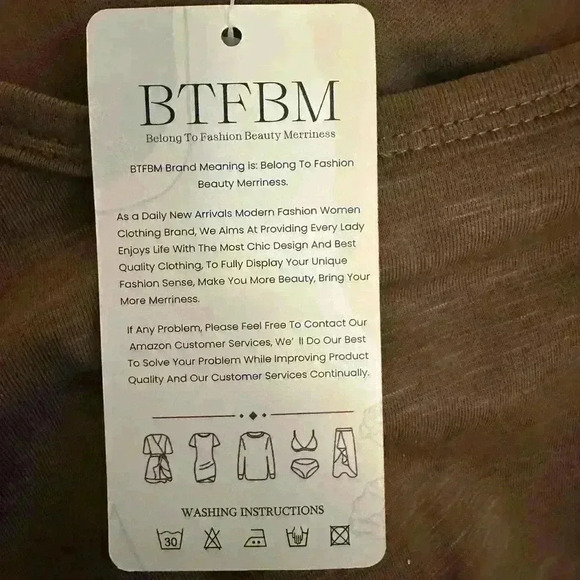 BTFBM
Belong To Fashion Beauty Merriness
BTFBM Brand Meaning is: Belong To Fashion
Beauty Merriness.
As a Daily New Arrivals Modern Fashion Women
Clothing Brand, We Aims At Providing Every Lady
Enjoys Life With The Most Chic Design And Best
Quality Clothing, To Fully Display Your Unique
Fashion Sense, Make You More Beauty, Bring Your
More Merriness.
If Any Problem, Please Feel Free To Contact Our
Amazon Customer Services, We' ll Do Our Best
To Solve Your Problem While Improving Product
Quality And Our Customer Services Continually.
WASHING INSTRUCTIONS
30